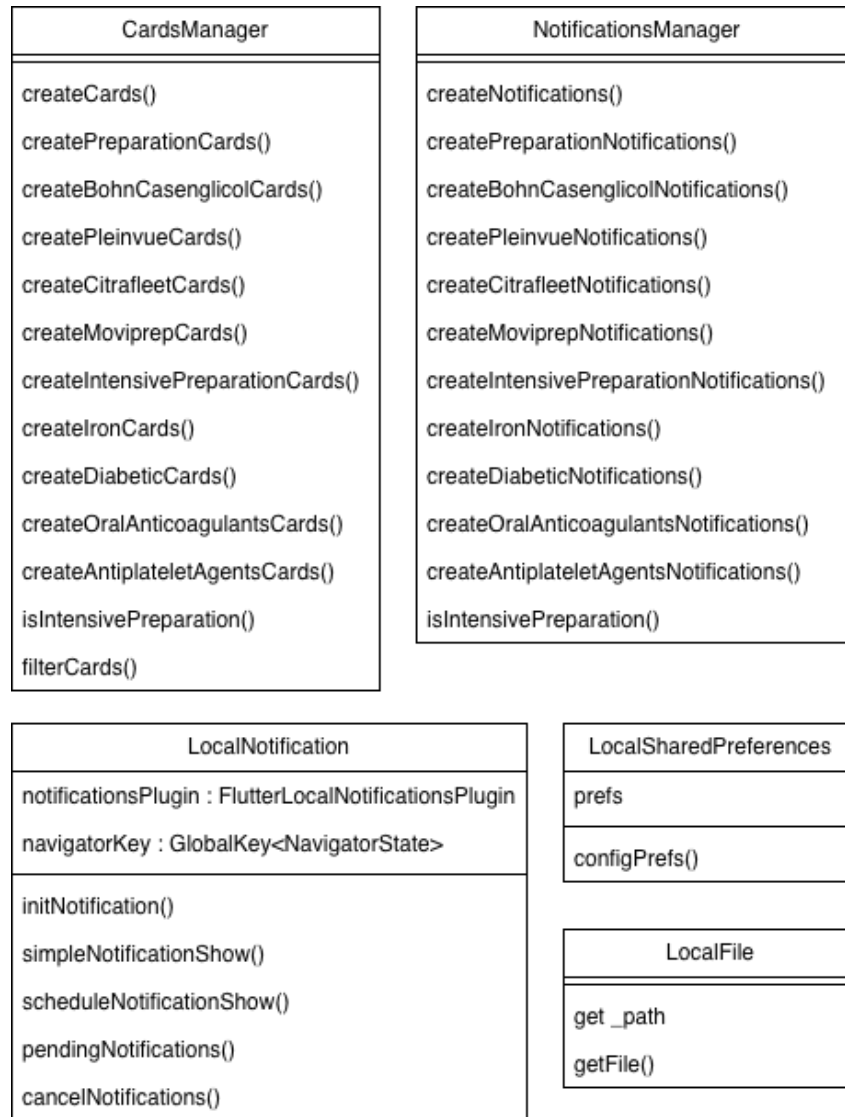 CardsManager
createCards()
createPreparationCards()
createBohnCasenglicolCards()
createPleinvueCards()
createCitrafleetCards()
createMoviprepCards()
createIntensivePreparationCards()
createIronCards()
createDiabeticCards()
createOralAnticoagulantsCards()
createAntiplateletAgentsCards()
isIntensivePreparation()
filterCards()
NotificationsManager
createNotifications()
createPreparationNotifications()
createBohnCasenglicolNotifications()
createPleinvueNotifications()
createCitrafleetNotifications()
createMoviprepNotifications()
createIntensivePreparationNotifications()
createIronNotifications()
createDiabeticNotifications()
createOralAnticoagulantsNotifications()
createAntiplateletAgentsNotifications()
isIntensivePreparation()
LocalNotification
notificationsPlugin : FlutterLocalNotificationsPlugin
navigatorKey : GlobalKey<NavigatorState>
initNotification()
simpleNotificationShow()
scheduleNotificationShow()
pendingNotifications()
cancelNotifications()
LocalSharedPreferences
prefs
configPrefs()
LocalFile
get _path
getFile()